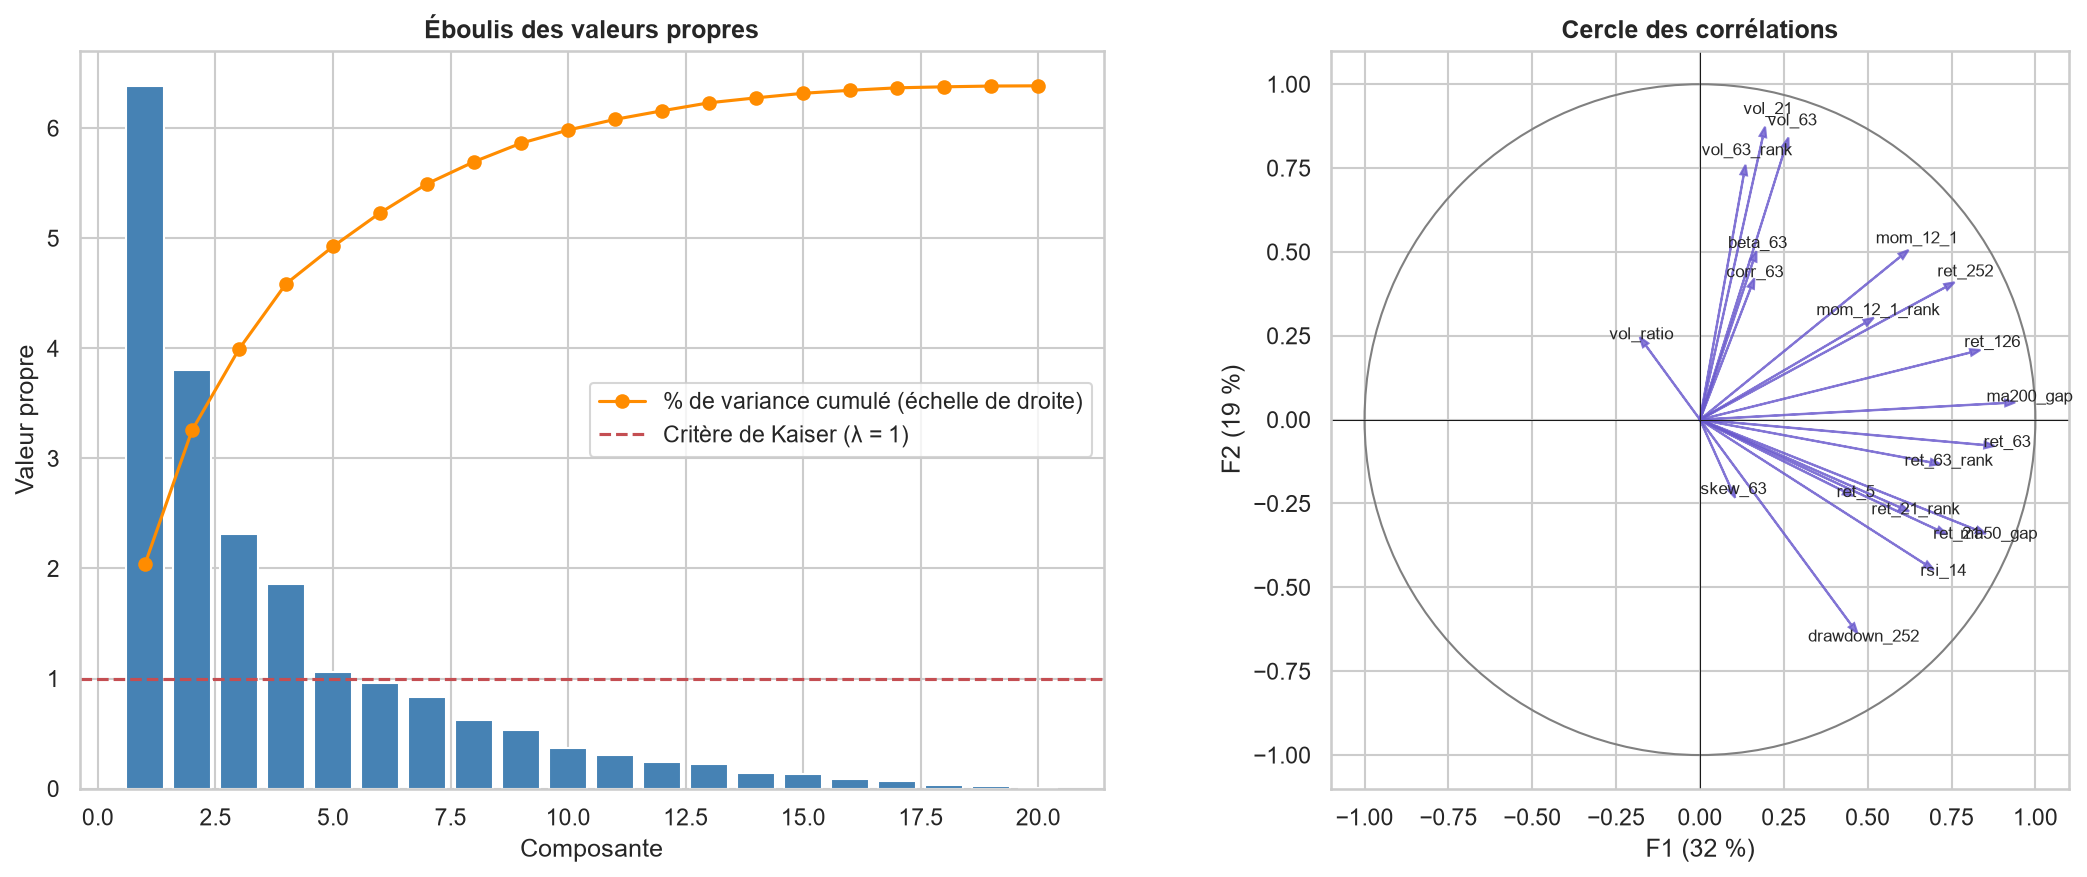 Éboulis des valeurs propres
Valeur propre
6
5
4
3
2
1
0
% de variance cumulé (échelle de droite)
Critère de Kaiser (λ = 1)
0.0 2.5 5.0 7.5 10.0 12.5 15.0 17.5 20.0
Composante
Cercle des corrélations
F2 (19 %)
1.00
0.75
0.50
0.25
0.00
−0.25
−0.50
−0.75
−1.00
vol_21
vol_63
vol_63_rank
beta_63
mom_12_1
corr_63
ret_252
mom_12_1_rank
vol_ratio
ret_126
ma200_gap
ret_63
ret_63_rank
skew_63
ret_5
ret_21_rank
ret_21
ma50_gap
rsi_14
drawdown_252
−1.00 −0.75 −0.50 −0.25 0.00 0.25 0.50 0.75 1.00
F1 (32 %)